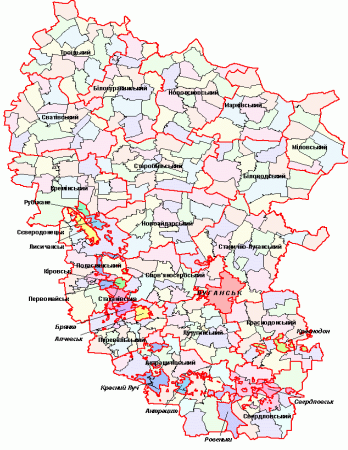 Троїцький
Білокуракинський
Новопсковський
Марківський
Сватівський
Міловський
Старобільський
Біловодський
Кремінський
Рубіжне
Сєвєродонецьк
Новоайдарський
Лисичанськ
Станично-Луганський
Попаснянський
Кіровськ
Слов'яносербський
ЛУГАНСЬК
Первомайськ
Стаханов
Краснодонський
Краснодон
Брянка
Алчевськ
Перевальський
Лутугинський
Антрацитівський
Красний Луч
Антрацит
Свердловськ
Свердловський
Ровеньки